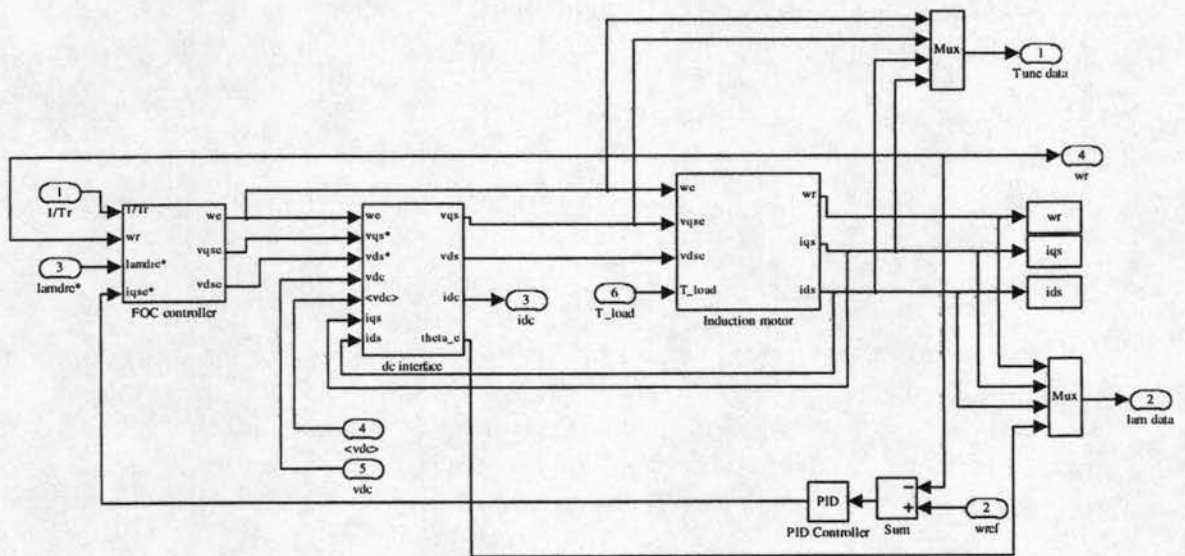 Mux
1
Tune data
4
wr
1
1/Tr
1/Tr
we
wr
vqse
3
lamdre*
lamdre*
vdse
iqse*
FOC controller
we
vqs
vqs*
vds*
vds
vdc
<vdc>
idc
iqs
ids
theta_e
dc interface
3
idc
we
wr
vqse
iqs
vdse
T_load
ids
Induction motor
6
T_load
wr
iqs
ids
Mux
2
lam data
4
<vdc>
5
vdc
PID
PID Controller
−
+
Sum
2
wref